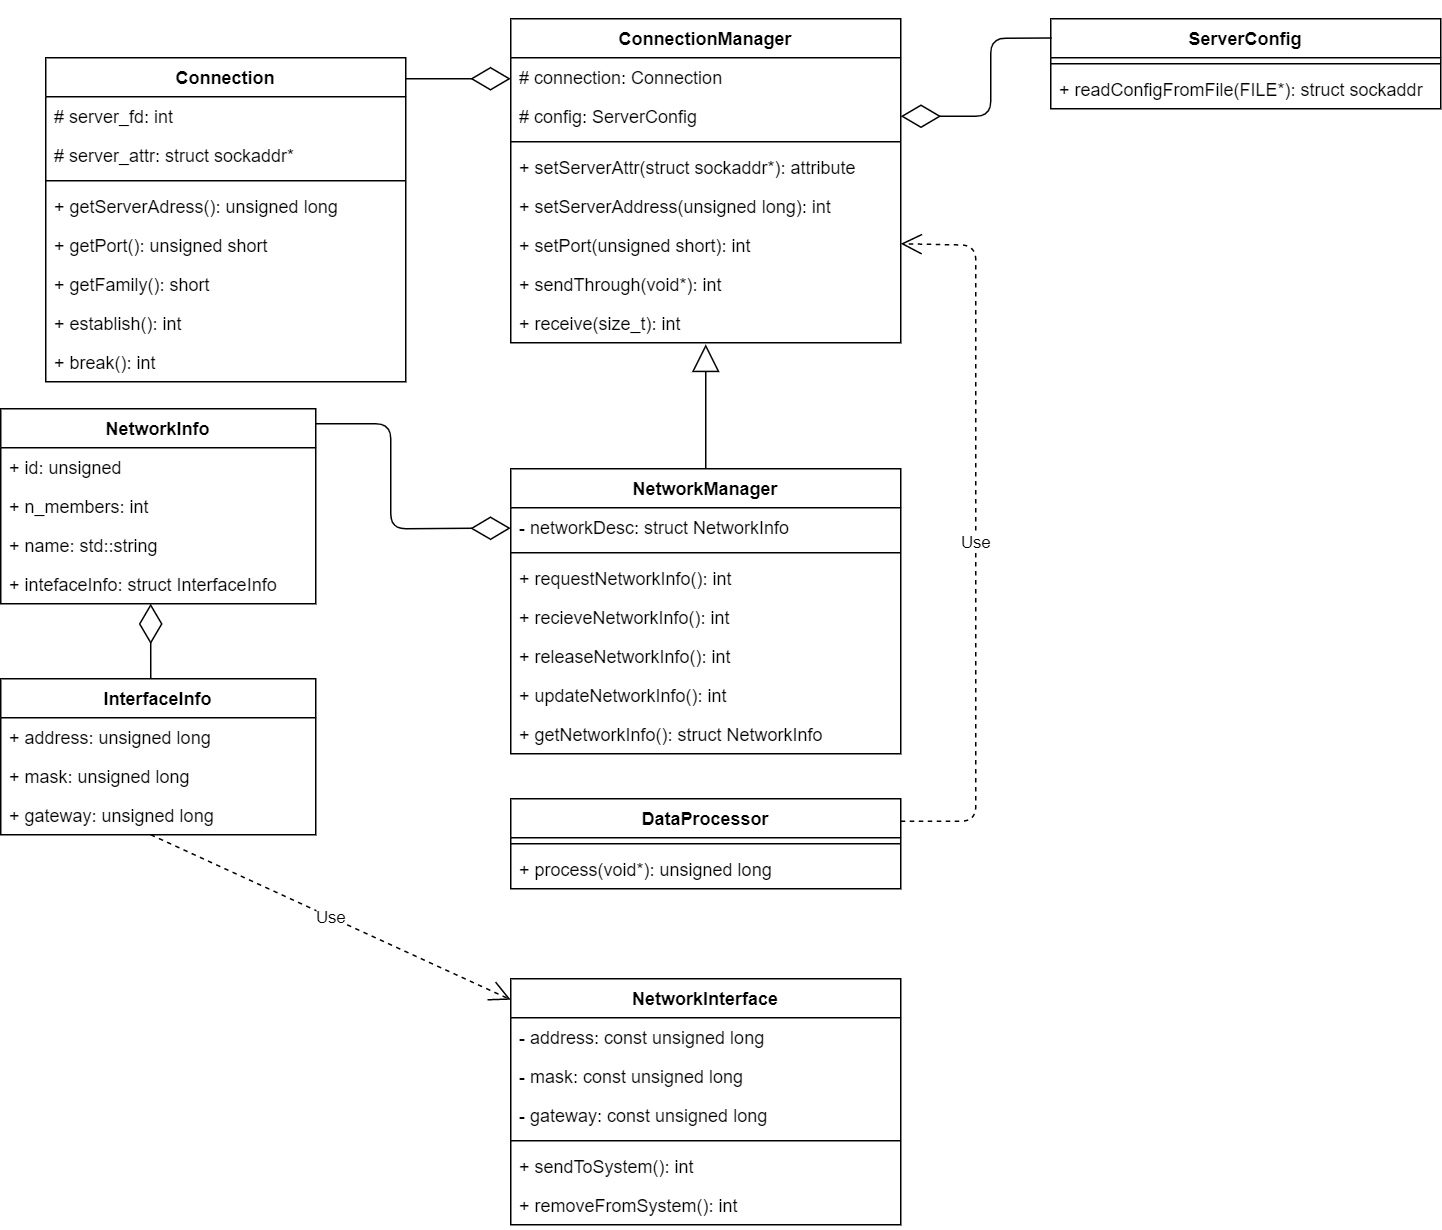 ConnectionManager
# connection: Connection
# config: ServerConfig
+ setServerAttr(struct sockaddr*): attribute
+ setServerAddress(unsigned long): int
+ setPort(unsigned short): int
+ sendThrough(void*): int
+ receive(size_t): int
ServerConfig
+ readConfigFromFile(FILE*): struct sockaddr
Connection
# server_fd: int
# server_attr: struct sockaddr*
+ getServerAdress(): unsigned long
+ getPort(): unsigned short
+ getFamily(): short
+ establish(): int
+ break(): int
NetworkInfo
+ id: unsigned
+ n_members: int
+ name: std::string
+ intefaceInfo: struct InterfaceInfo
NetworkManager
- networkDesc: struct NetworkInfo
+ requestNetworkInfo(): int
+ recieveNetworkInfo(): int
+ releaseNetworkInfo(): int
+ updateNetworkInfo(): int
+ getNetworkInfo(): struct NetworkInfo
Use
InterfaceInfo
+ address: unsigned long
+ mask: unsigned long
+ gateway: unsigned long
DataProcessor
+ process(void*): unsigned long
Use
NetworkInterface
- address: const unsigned long
- mask: const unsigned long
- gateway: const unsigned long
+ sendToSystem(): int
+ removeFromSystem(): int